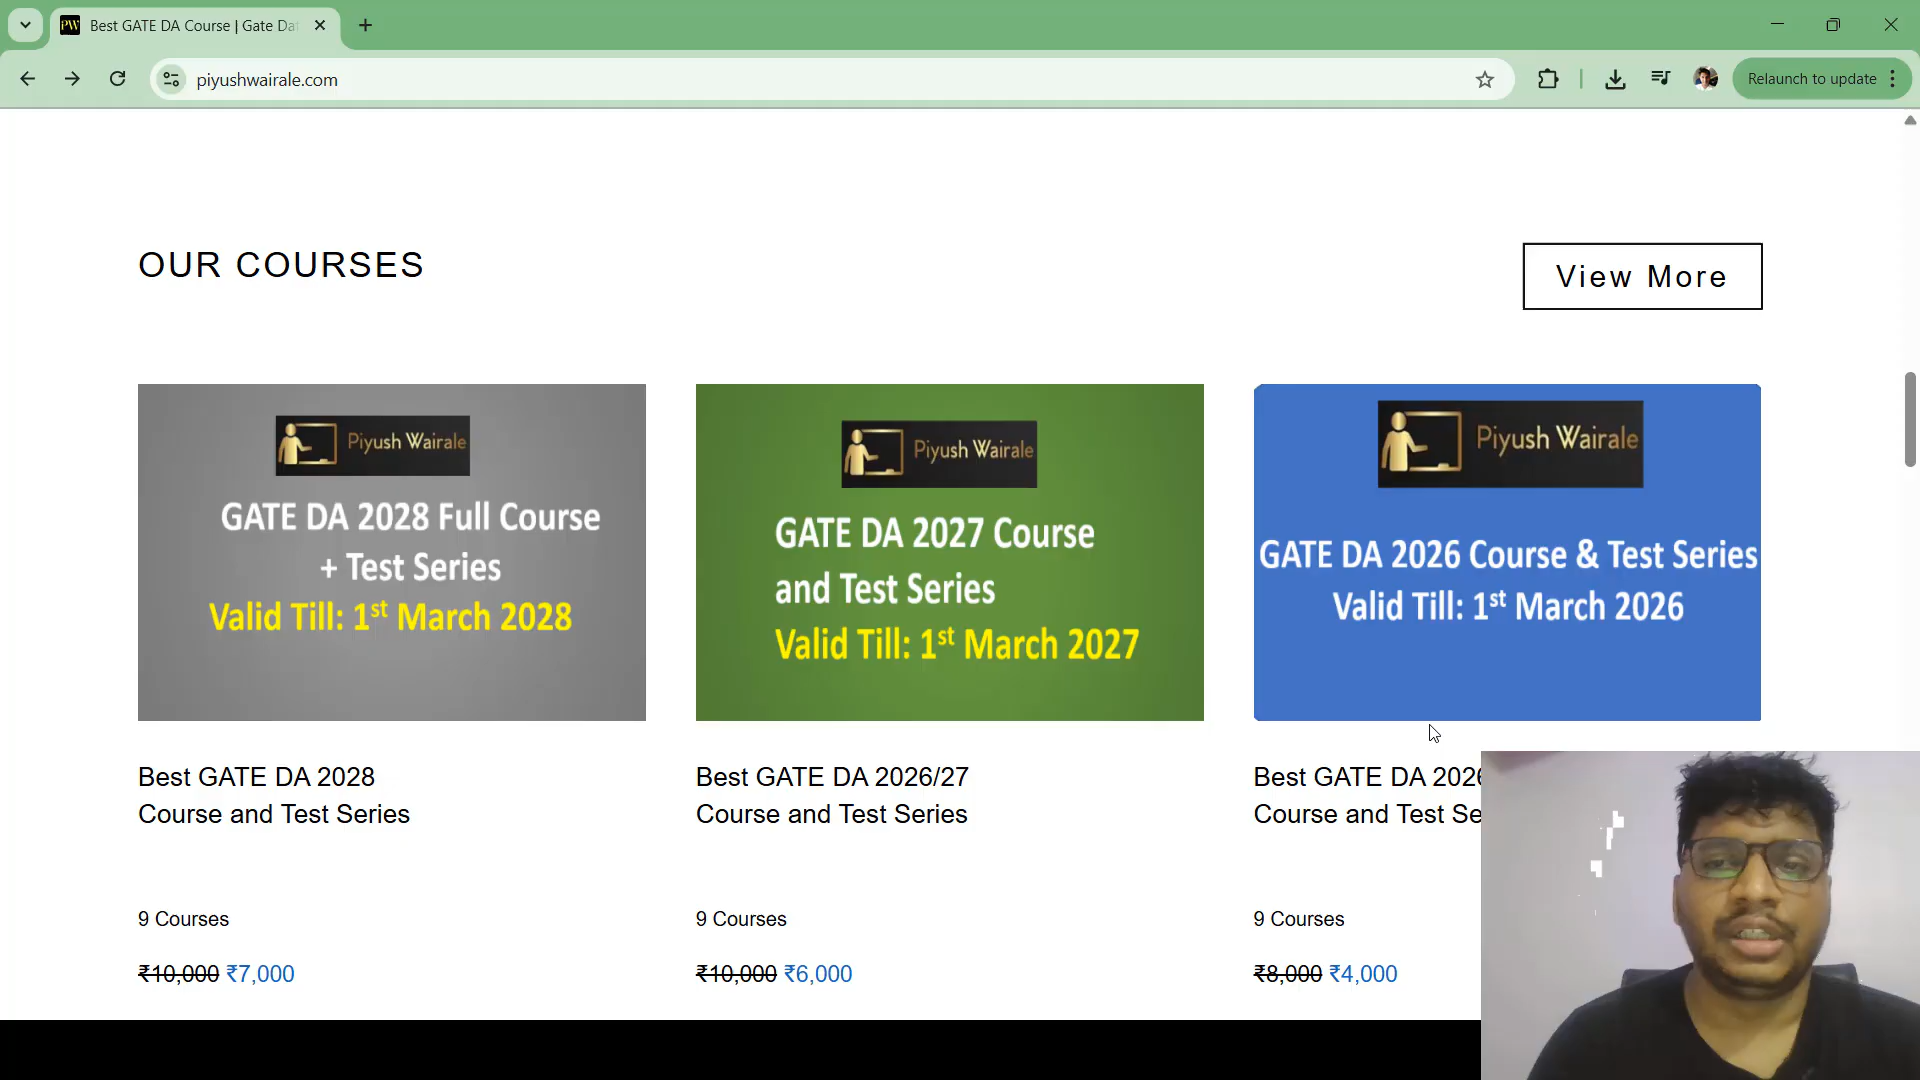 Best GATE DA Course | Gate Dat
piyushwairale.com
Relaunch to update
OUR COURSES
View More
Piyush Wairale
GATE DA 2028 Full Course
+ Test Series
Valid Till: 1st March 2028
Piyush Wairale
GATE DA 2027 Course
and Test Series
Valid Till: 1st March 2027
Piyush Wairale
GATE DA 2026 Course & Test Series
Valid Till: 1st March 2026
Best GATE DA 2028
Course and Test Series
9 Courses
₹10,000 ₹7,000
Best GATE DA 2026/27
Course and Test Series
9 Courses
₹10,000 ₹6,000
Best GATE DA 2026
Course and Test Se
9 Courses
₹8,000 ₹4,000